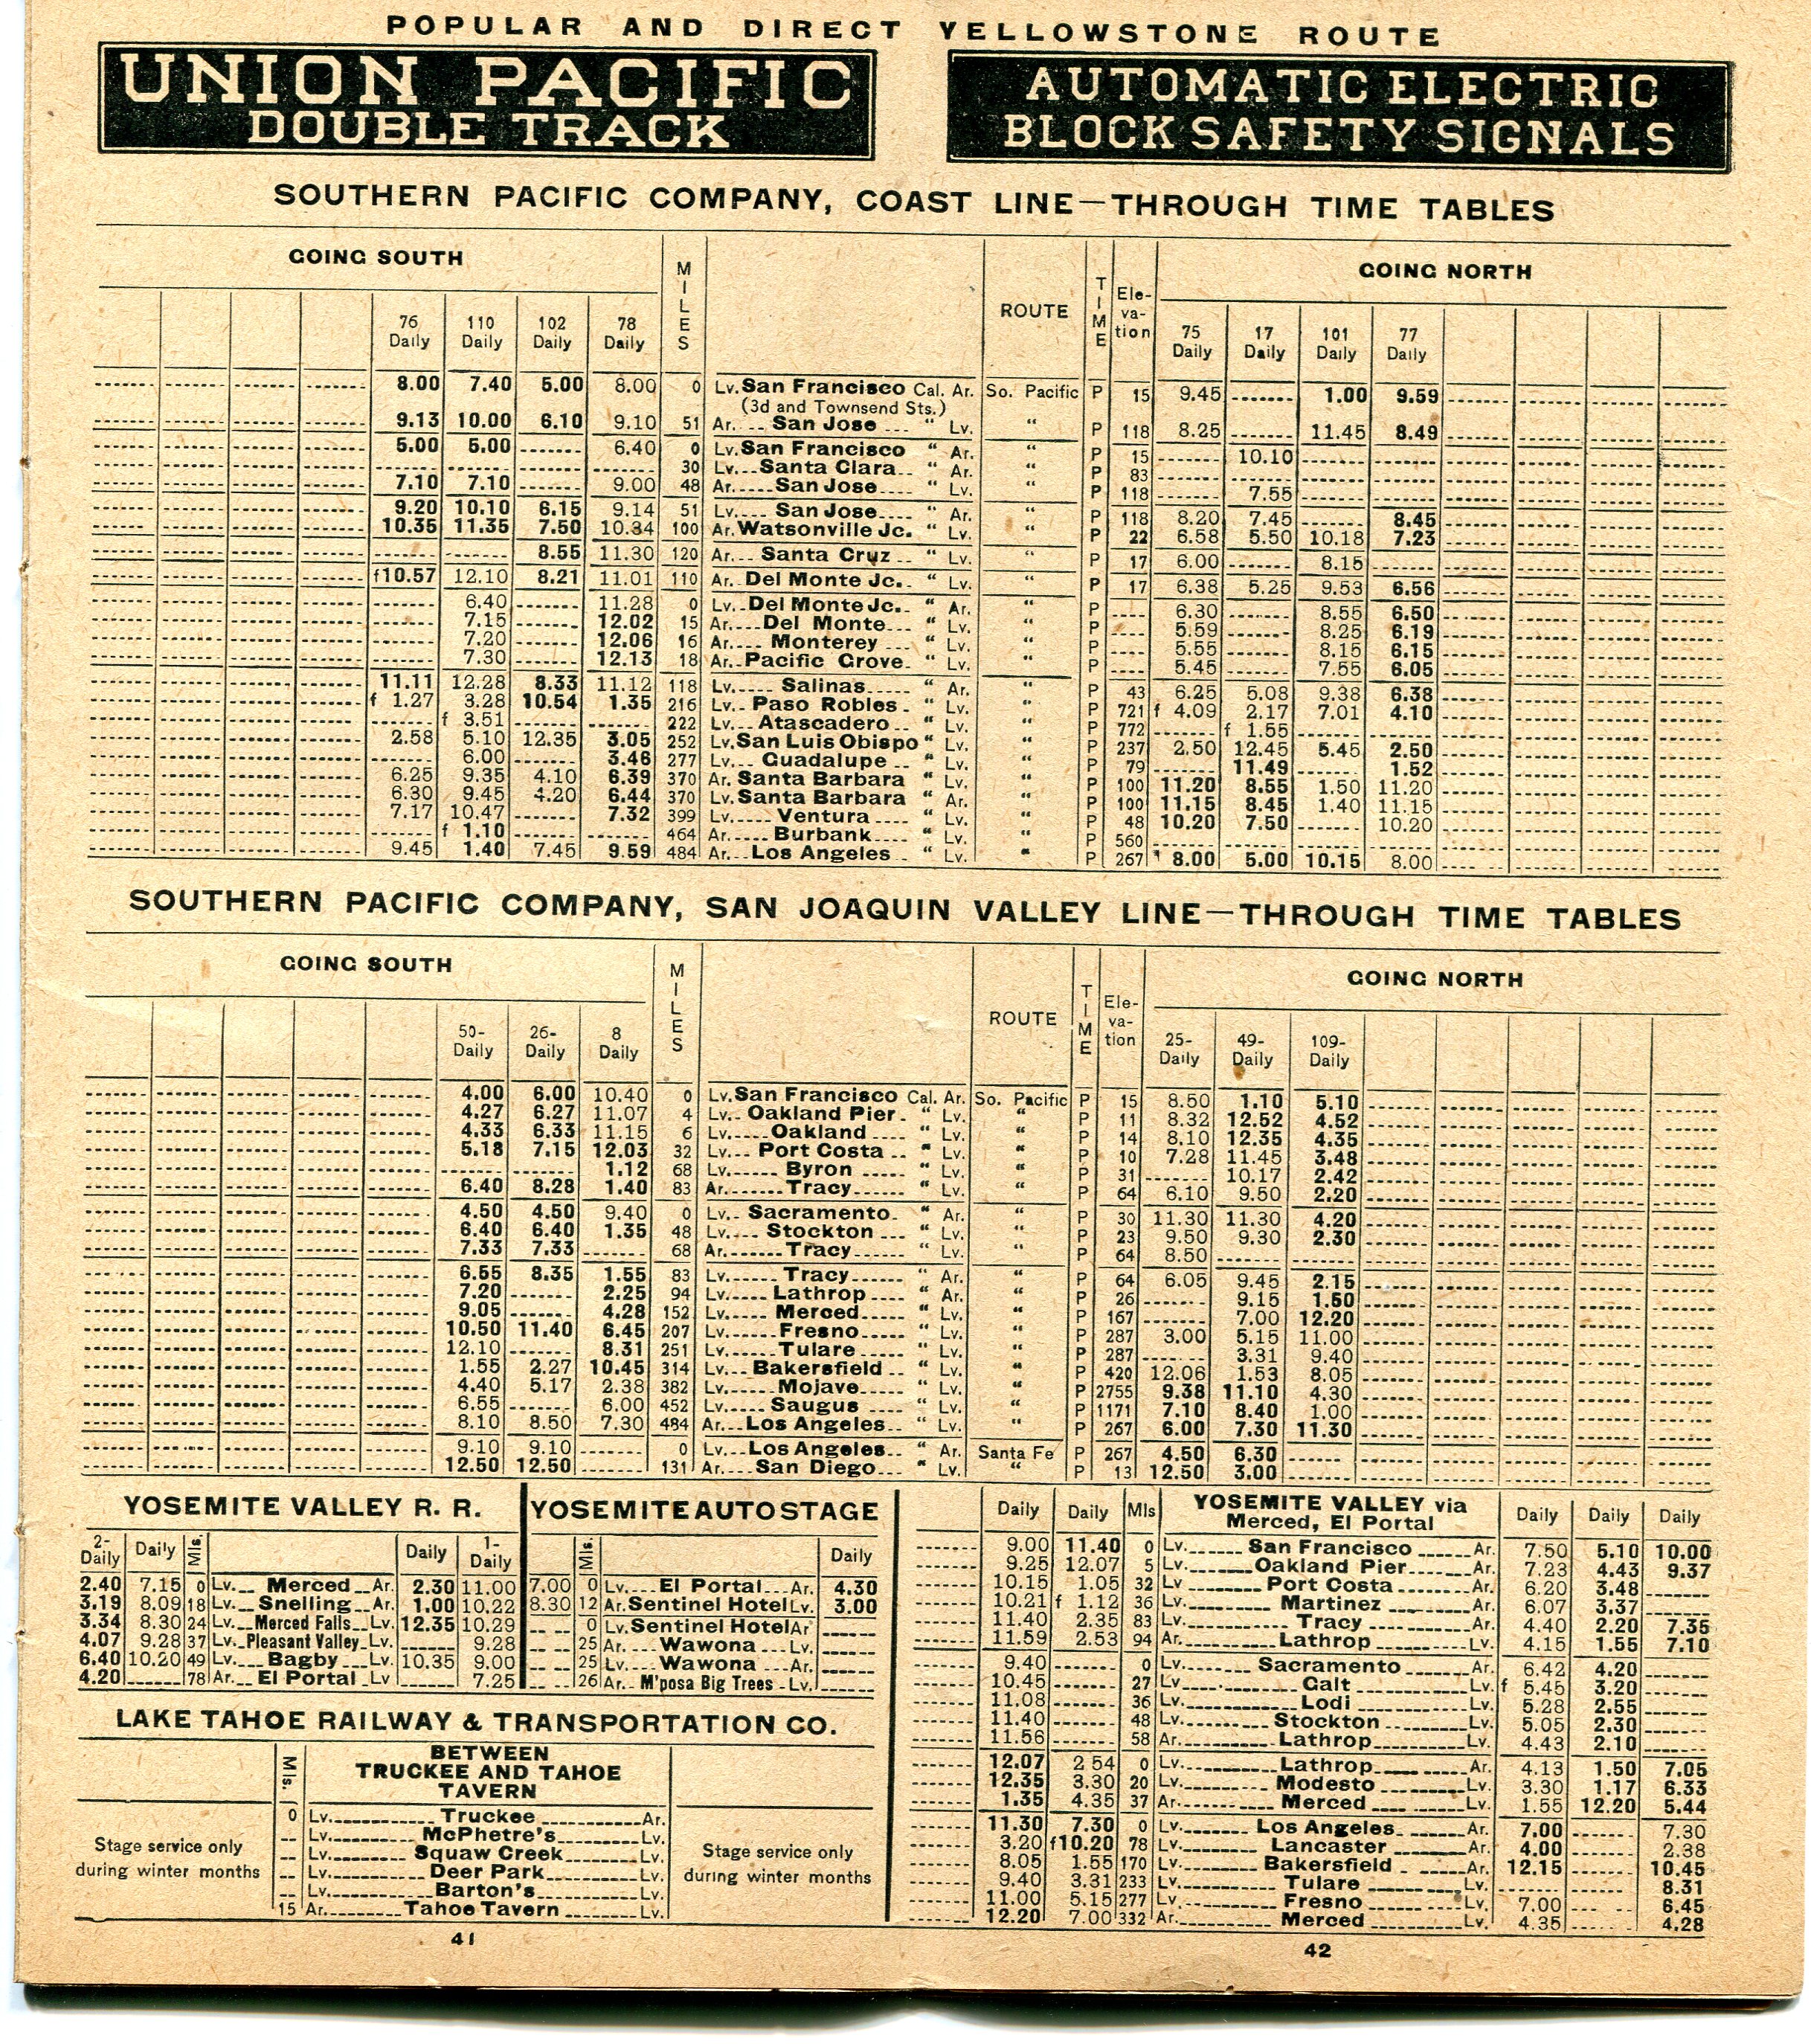 POPULAR AND DIRECT YELLOWSTONE ROUTE
UNION PACIFIC
DOUBLE TRACK
AUTOMATIC ELECTRIC
BLOCK SAFETY SIGNALS
SOUTHERN PACIFIC COMPANY, COAST LINE—THROUGH TIME TABLES
GOING SOUTH MILES ROUTE TIME Elevation GOING NORTH
76 Daily 110 Daily 102 Daily 78 Daily 75 Daily 17 Daily 101 Daily 77 Daily
8.00 7.40 5.00 8.00 0 Lv. San Francisco Cal. Ar. So. Pacific P 15 9.45 ------- 1.00 9.59
(3d and Townsend Sts.)
9.13 10.00 6.10 9.10 51 Ar. San Jose " Lv. " P 118 8.25 ------- 11.45 8.49
5.00 5.00 ------- 6.40 0 Lv. San Francisco " Ar. " P 15 ------- 10.10 ------- -------
------- ------- ------- ------- 30 Lv. Santa Clara " Ar. " P 83 ------- ------- ------- -------
7.10 7.10 ------- 9.00 48 Ar. San Jose " Lv. " P 118 ------- 7.55 ------- -------
9.20 10.10 6.15 9.14 51 Lv. San Jose " Ar. " P 118 8.20 7.45 ------- 8.45
10.35 11.35 7.50 10.34 100 Ar. Watsonville Jc. " Lv. " P 22 6.58 5.50 10.18 7.23
------- ------- 8.55 11.30 120 Ar. Santa Cruz " Lv. " P 17 6.00 ------- 8.15 -------
f10.57 12.10 8.21 11.01 110 Ar. Del Monte Jc. " Lv. " P 17 6.38 5.25 9.53 6.56
------- 6.40 ------- 11.28 0 Lv. Del Monte Jc. " Ar. " P ---- 6.30 ------- 8.55 6.50
------- 7.15 ------- 12.02 15 Ar. Del Monte " Lv. " P ---- 5.59 ------- 8.25 6.19
------- 7.20 ------- 12.06 16 Ar. Monterey " Lv. " P ---- 5.55 ------- 8.15 6.15
------- 7.30 ------- 12.13 18 Ar. Pacific Grove " Lv. " P ---- 5.45 ------- 7.55 6.05
11.11 12.28 8.33 11.12 118 Lv. Salinas " Ar. " P 43 6.25 5.08 9.38 6.38
f 1.27 3.28 10.54 1.35 216 Lv. Paso Robles " Lv. " P 721 f 4.09 2.17 7.01 4.10
------- f 3.51 ------- ------- 222 Lv. Atascadero " Lv. " P 772 ------- f 1.55 ------- -------
2.58 5.10 12.35 3.05 252 Lv. San Luis Obispo " Lv. " P 237 2.50 12.45 5.45 2.50
------- 6.00 ------- 3.46 277 Lv. Guadalupe " Lv. " P 79 ------- 11.49 ------- 1.52
6.25 9.35 4.10 6.39 370 Ar. Santa Barbara " Lv. " P 100 11.20 8.55 1.50 11.20
6.30 9.45 4.20 6.44 370 Lv. Santa Barbara " Ar. " P 100 11.15 8.45 1.40 11.15
7.17 10.47 ------- 7.32 399 Lv. Ventura " Lv. " P 48 10.20 7.50 ------- 10.20
------- f 1.10 ------- ------- 464 Ar. Burbank " Lv. " P 560 ------- ------- ------- -------
9.45 1.40 7.45 9.59 484 Ar. Los Angeles " Lv. " P 267 8.00 5.00 10.15 8.00
SOUTHERN PACIFIC COMPANY, SAN JOAQUIN VALLEY LINE—THROUGH TIME TABLES
GOING SOUTH MILES ROUTE TIME Elevation GOING NORTH
50- Daily 26- Daily 8 Daily 25- Daily 49- Daily 109- Daily
4.00 6.00 10.40 0 Lv. San Francisco Cal. Ar. So. Pacific P 15 8.50 1.10 5.10
4.27 6.27 11.07 4 Lv. Oakland Pier " Lv. " P 11 8.32 12.52 4.52
4.33 6.33 11.15 6 Lv. Oakland " Lv. " P 14 8.10 12.35 4.35
5.18 7.15 12.03 32 Lv. Port Costa " Lv. " P 10 7.28 11.45 3.48
------- ------- 1.12 68 Lv. Byron " Lv. " P 31 ------- 10.17 2.42
6.40 8.28 1.40 83 Ar. Tracy " Lv. " P 64 6.10 9.50 2.20
4.50 4.50 9.40 0 Lv. Sacramento " Ar. " P 30 11.30 11.30 4.20
6.40 6.40 1.35 48 Lv. Stockton " Lv. " P 23 9.50 9.30 2.30
7.33 7.33 ------- 68 Ar. Tracy " Lv. " P 64 8.50 ------- -------
6.55 8.35 1.55 83 Lv. Tracy " Ar. " P 64 6.05 9.45 2.15
7.20 ------- 2.25 94 Lv. Lathrop " Ar. " P 26 ------- 9.15 1.50
9.05 ------- 4.28 152 Lv. Merced " Lv. " P 167 ------- 7.00 12.20
10.50 11.40 6.45 207 Lv. Fresno " Lv. " P 287 3.00 5.15 11.00
12.10 ------- 8.31 251 Lv. Tulare " Lv. " P 287 ------- 3.31 9.40
1.55 2.27 10.45 314 Lv. Bakersfield " Lv. " P 420 12.06 1.53 8.05
4.40 5.17 2.38 382 Lv. Mojave " Lv. " P 2755 9.38 11.10 4.30
6.55 ------- 6.00 452 Lv. Saugus " Lv. " P 1171 7.10 8.40 1.00
8.10 8.50 7.30 484 Ar. Los Angeles " Lv. " P 267 6.00 7.30 11.30
9.10 9.10 ------- 0 Lv. Los Angeles " Ar. Santa Fe P 267 4.50 6.30 -------
12.50 12.50 ------- 131 Ar. San Diego " Lv. " P 13 12.50 3.00 -------
YOSEMITE VALLEY R. R.
2- Daily Daily Mls. Daily 1- Daily
2.40 7.15 0 Lv. Merced Ar. 2.30 11.00
3.19 8.09 18 Lv. Snelling Ar. 1.00 10.22
3.34 8.30 24 Lv. Merced Falls Lv. 12.35 10.29
4.07 9.28 37 Lv. Pleasant Valley Lv. ------ 9.28
6.40 10.20 49 Lv. Bagby Lv. 10.35 9.00
4.20 ------ 78 Ar. El Portal Lv ------ 7.25
YOSEMITE AUTO STAGE
Mls. Daily
7.00 0 Lv. El Portal Ar. 4.30
8.30 12 Ar. Sentinel Hotel Lv. 3.00
-- -- 0 Lv. Sentinel Hotel Ar ------
-- -- 25 Ar. Wawona Lv. ------
-- -- 25 Lv. Wawona Ar. ------
-- -- 26 Ar. M'posa Big Trees Lv. ------
LAKE TAHOE RAILWAY & TRANSPORTATION CO.
Mls. BETWEEN
TRUCKEE AND TAHOE
TAVERN
0 Lv. Truckee Ar.
-- Lv. McPhetre's Lv.
-- Lv. Squaw Creek Lv.
-- Lv. Deer Park Lv.
-- Lv. Barton's Lv.
15 Ar. Tahoe Tavern Lv.
Stage service only
during winter months
Stage service only
during winter months
41
Daily Daily Mls YOSEMITE VALLEY via
Merced, El Portal Daily Daily Daily
9.00 11.40 0 Lv. San Francisco Ar. 7.50 5.10 10.00
9.25 12.07 5 Lv. Oakland Pier Ar. 7.23 4.43 9.37
10.15 1.05 32 Lv Port Costa Ar. 6.20 3.48 ------
10.21 f 1.12 36 Lv. Martinez Ar. 6.07 3.37 ------
11.40 2.35 83 Lv. Tracy Ar. 4.40 2.20 7.35
11.59 2.53 94 Ar. Lathrop Lv. 4.15 1.55 7.10
9.40 ------- 0 Lv. Sacramento Ar. 6.42 4.20 ------
10.45 ------- 27 Lv. Galt Lv. f 5.45 3.20 ------
11.08 ------- 36 Lv. Lodi Lv. 5.28 2.55 ------
11.40 ------- 48 Lv. Stockton Lv. 5.05 2.30 ------
11.56 ------- 58 Ar. Lathrop Lv. 4.43 2.10 ------
12.07 2 54 0 Lv. Lathrop Ar. 4.13 1.50 7.05
12.35 3.30 20 Lv. Modesto Lv. 3.30 1.17 6.33
1.35 4.35 37 Ar. Merced Lv. 1.55 12.20 5.44
11.30 7.30 0 Lv. Los Angeles Ar. 7.00 ------ 7.30
3.20 f10.20 78 Lv. Lancaster Ar. 4.00 ------ 2.38
8.05 1.55 170 Lv. Bakersfield Ar. 12.15 ------ 10.45
9.40 3.31 233 Lv. Tulare Lv. ------ ------ 8.31
11.00 5.15 277 Lv. Fresno Lv. 7.00 ------ 6.45
12.20 7.00 332 Ar. Merced Lv. 4.35 ------ 4.28
42